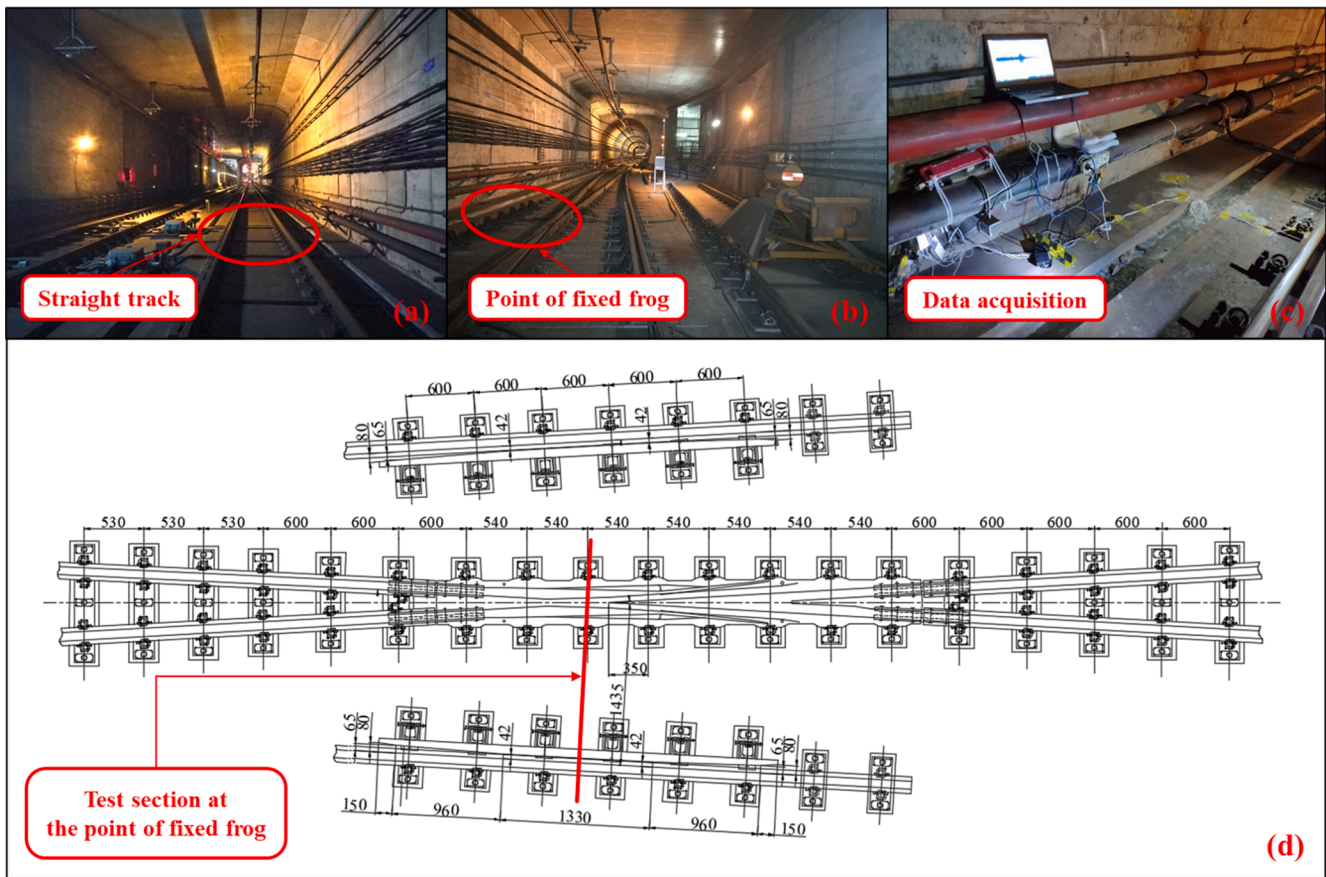 Straight track
(a)
Point of fixed frog
(b)
Data acquisition
(c)
600 600 600 600 600
80 65 42 42 65 80
530 530 530 600 600 600 540 540 540 540 540 540 540 600 600 600 600 600
350
1435
65 80 42 42 65 80
150 960 1330 960 150
Test section at
the point of fixed frog
(d)